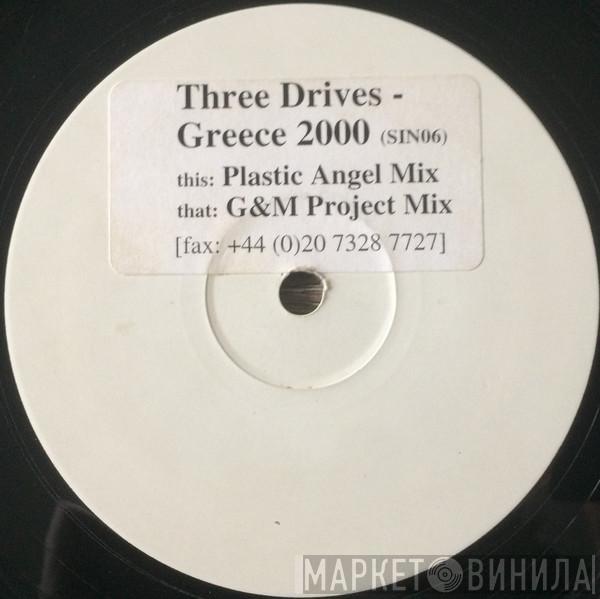 Three Drives -
Greece 2000 (SIN06)
this: Plastic Angel Mix
that: G&M Project Mix
[fax: +44 (0)20 7328 7727]
МАРКЕТ ВИНИЛА